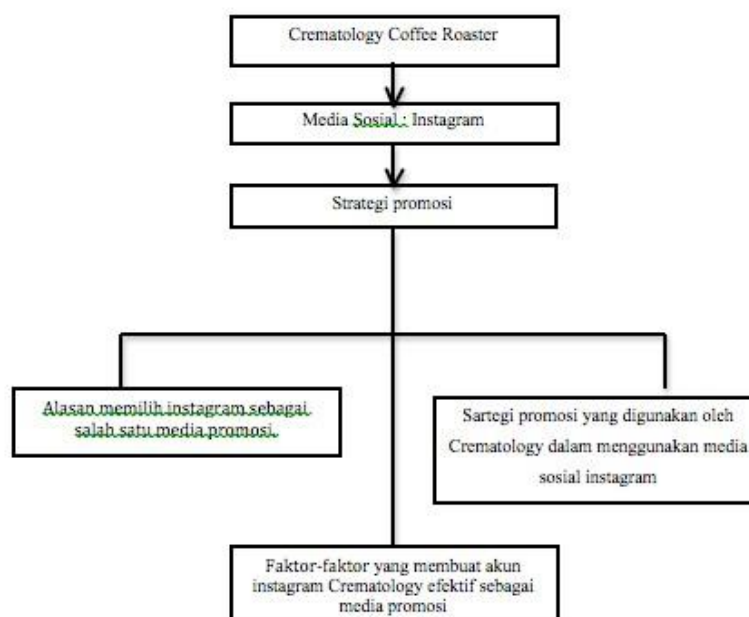 Crematology Coffee Roaster
Media Sosial : Instagram
Strategi promosi
Alasan memilih instagram sebagai
salah satu media promosi.
Sartegi promosi yang digunakan oleh
Crematology dalam menggunakan media
sosial instagram
Faktor-faktor yang membuat akun
instagram Crematology efektif sebagai
media promosi